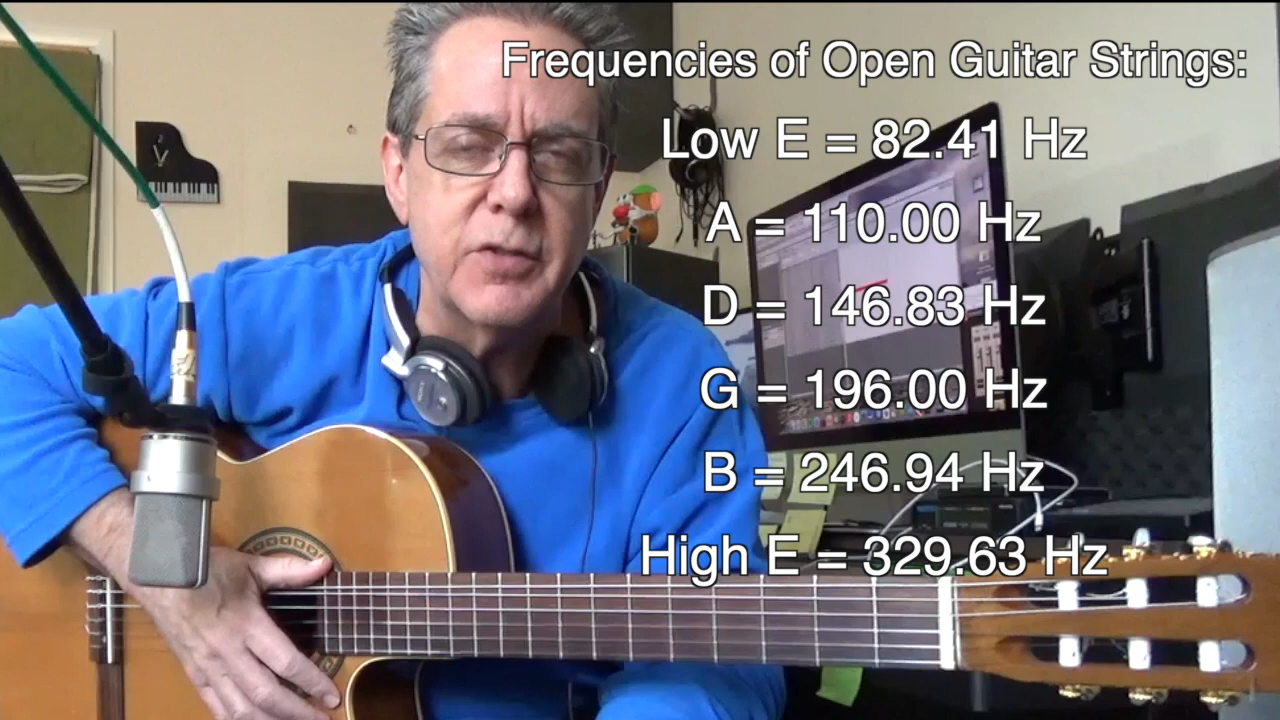 Frequencies of Open Guitar Strings:
Low E = 82.41 Hz
A = 110.00 Hz
D = 146.83 Hz
G = 196.00 Hz
B = 246.94 Hz
High E = 329.63 Hz